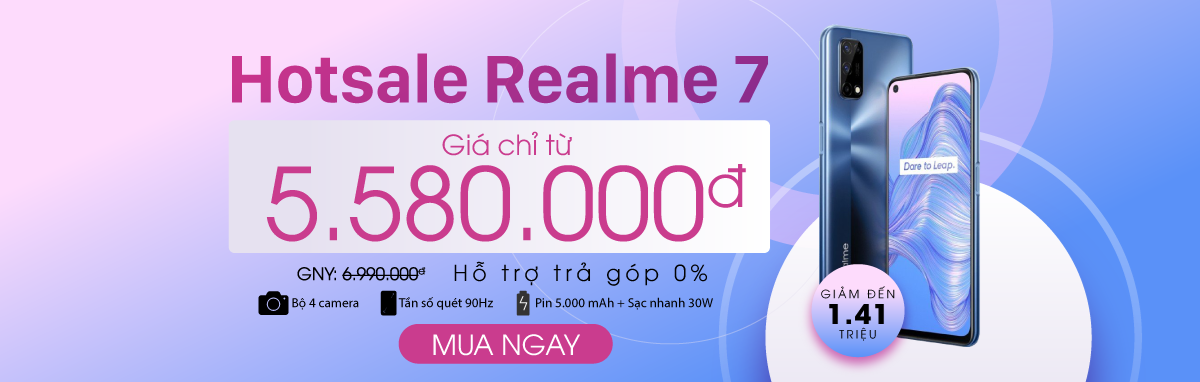 Hotsale Realme 7
Giá chỉ từ
5.580.000đ
GNY: 6.990.000đ Hỗ trợ trả góp 0%
Bộ 4 camera Tần số quét 90Hz Pin 5.000 mAh + Sạc nhanh 30W
MUA NGAY
Dare to Leap.
realme
GIẢM ĐẾN
1.41
TRIỆU